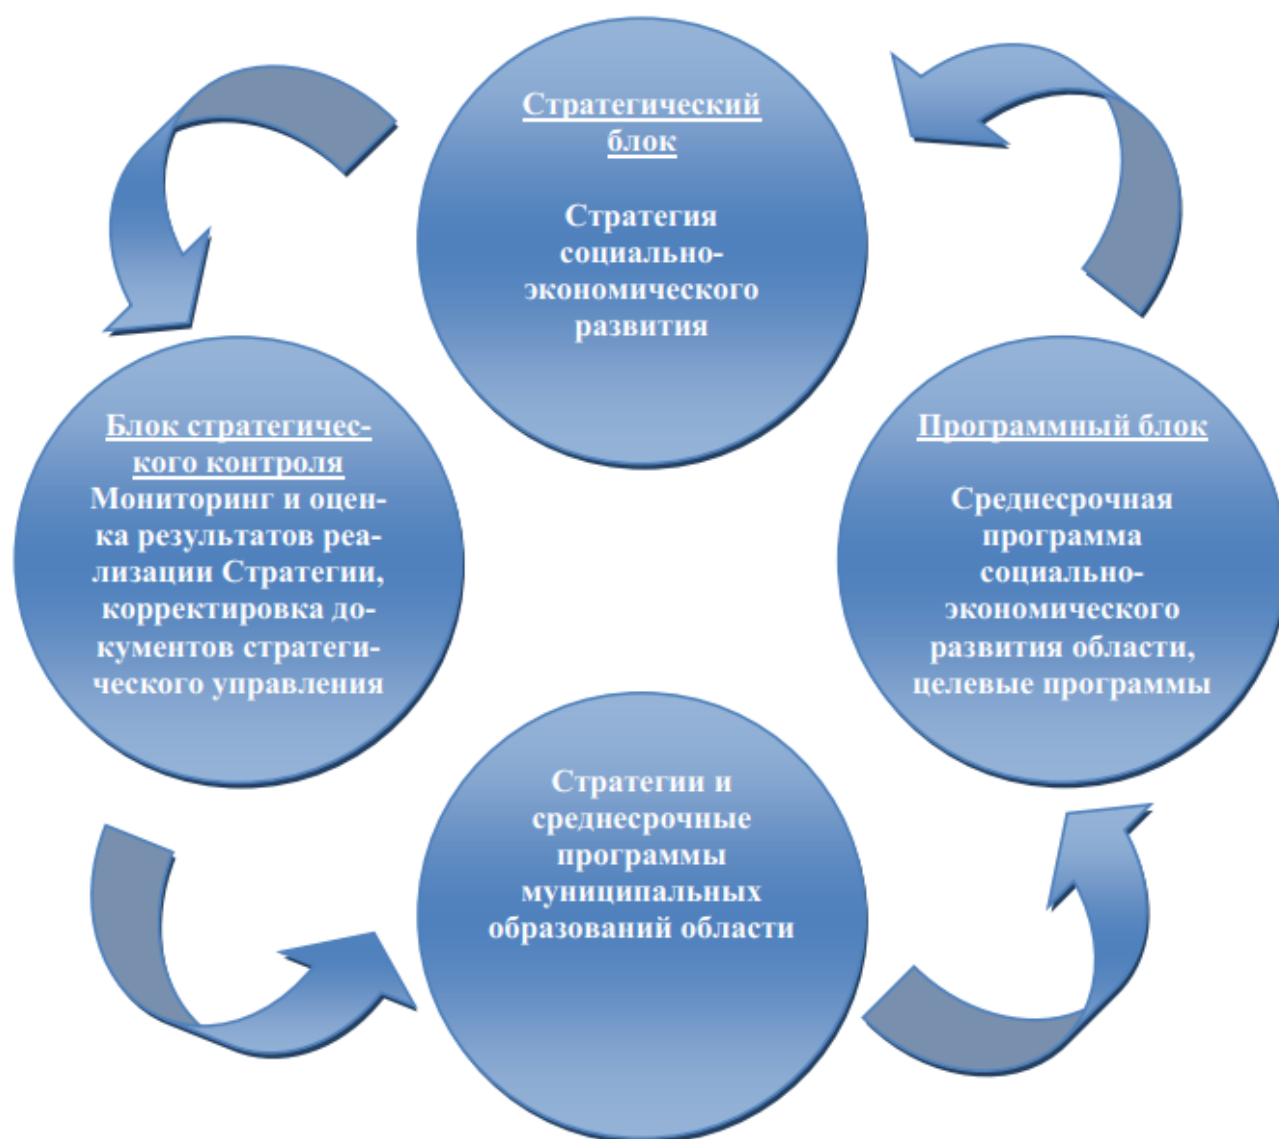 Стратегический
блок
Стратегия
социально-
экономического
развития
Блок стратегичес-
кого контроля
Мониторинг и оцен-
ка результатов реа-
лизации Стратегии,
корректировка до-
кументов стратеги-
ческого управления
Программный блок
Среднесрочная
программа
социально-
экономического
развития области,
целевые программы
Стратегии и
среднесрочные
программы
муниципальных
образований области